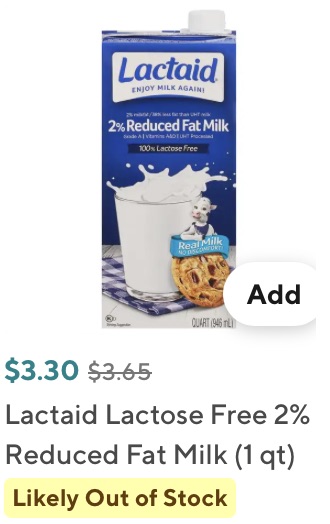 Lactaid
ENJOY MILK AGAIN!
2% milkfat/38% less fat than UHT milk
2% Reduced Fat Milk
Grade A | Vitamins A&D | UHT Processed
100% Lactose Free
Real Milk
NO DISCOMFORT!
QUART (946 mL)
Add
$3.30 $3.65
Lactaid Lactose Free 2%
Reduced Fat Milk (1 qt)
Likely Out of Stock